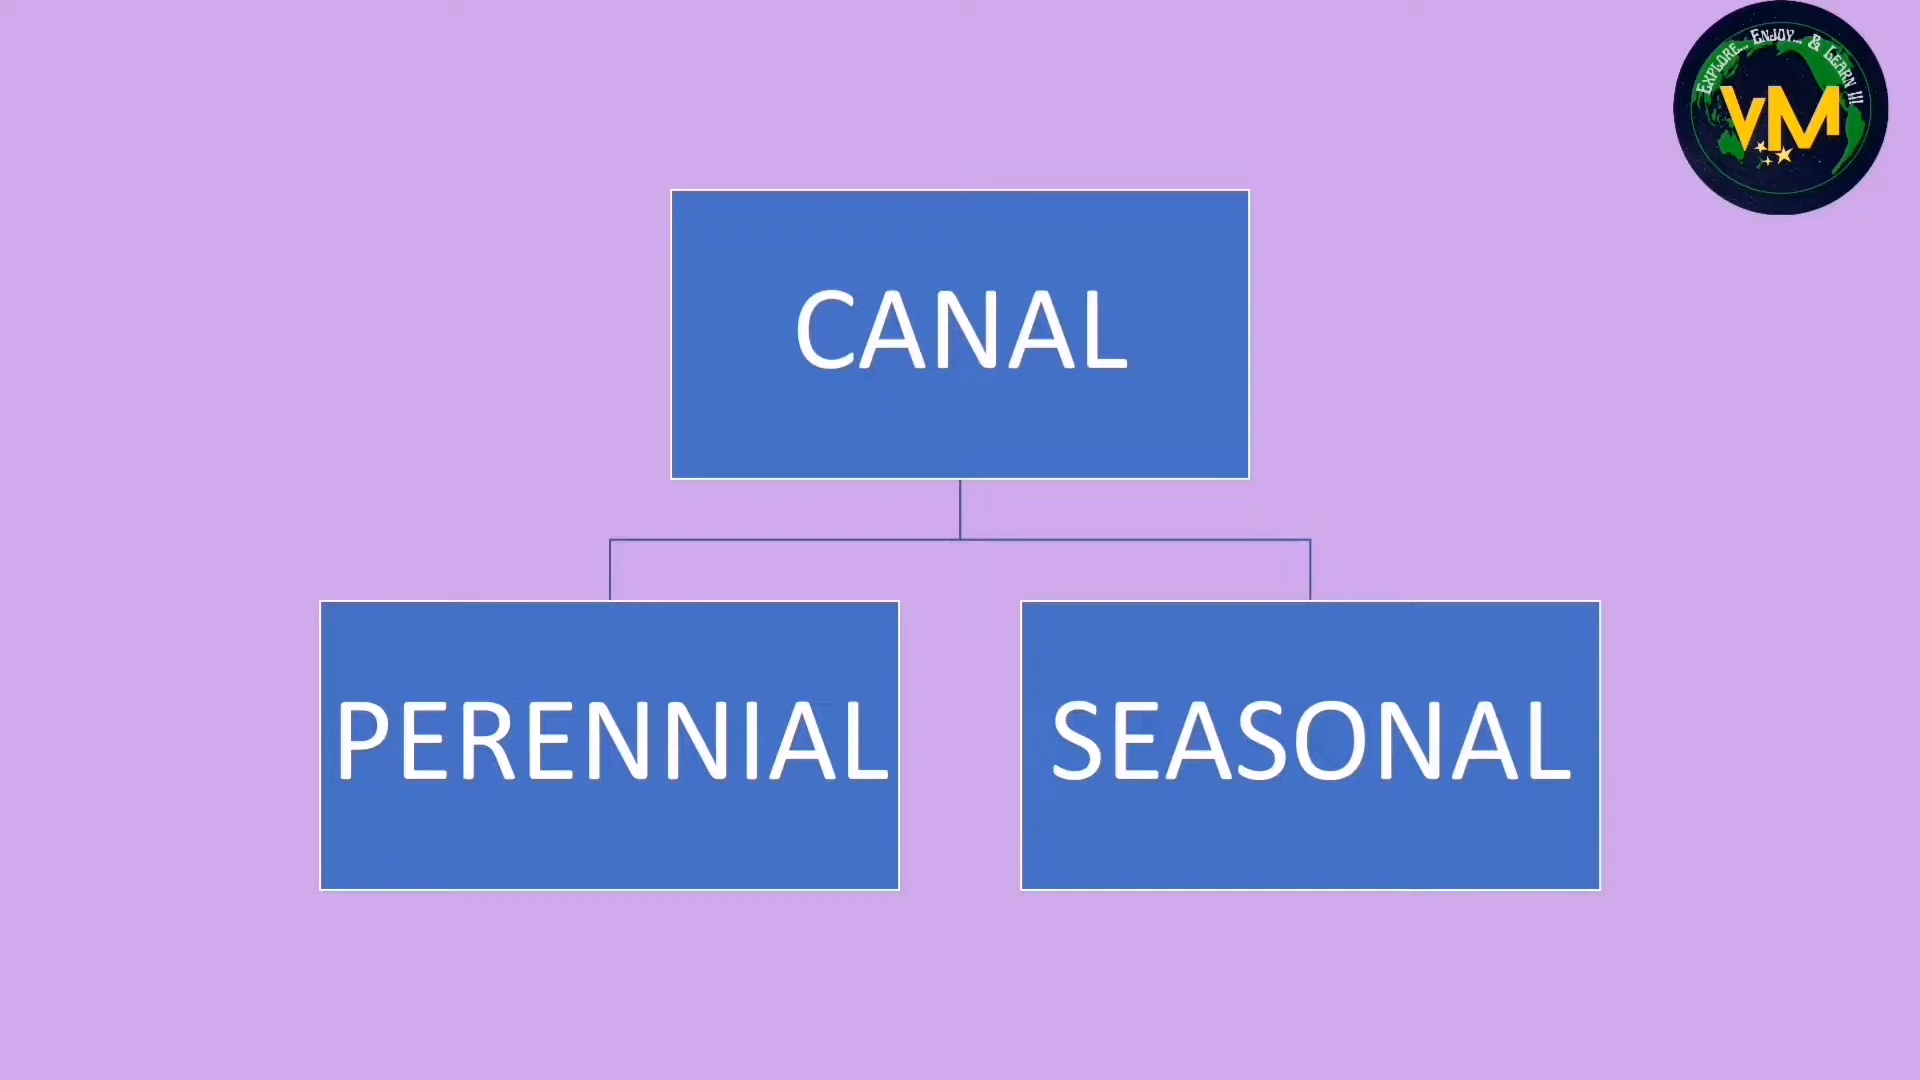 EXPLORE... ENJOY... & LEARN !!!
VM
CANAL
PERENNIAL
SEASONAL